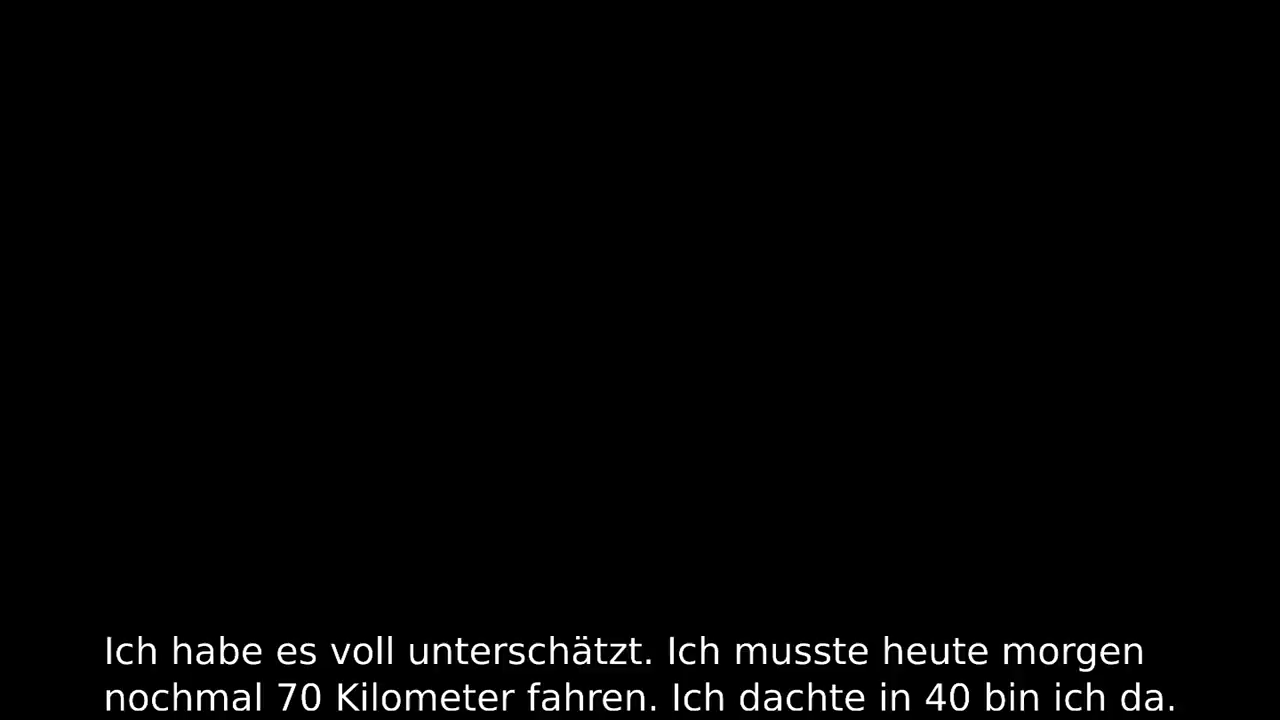 Ich habe es voll unterschätzt. Ich musste heute morgen
nochmal 70 Kilometer fahren. Ich dachte in 40 bin ich da.